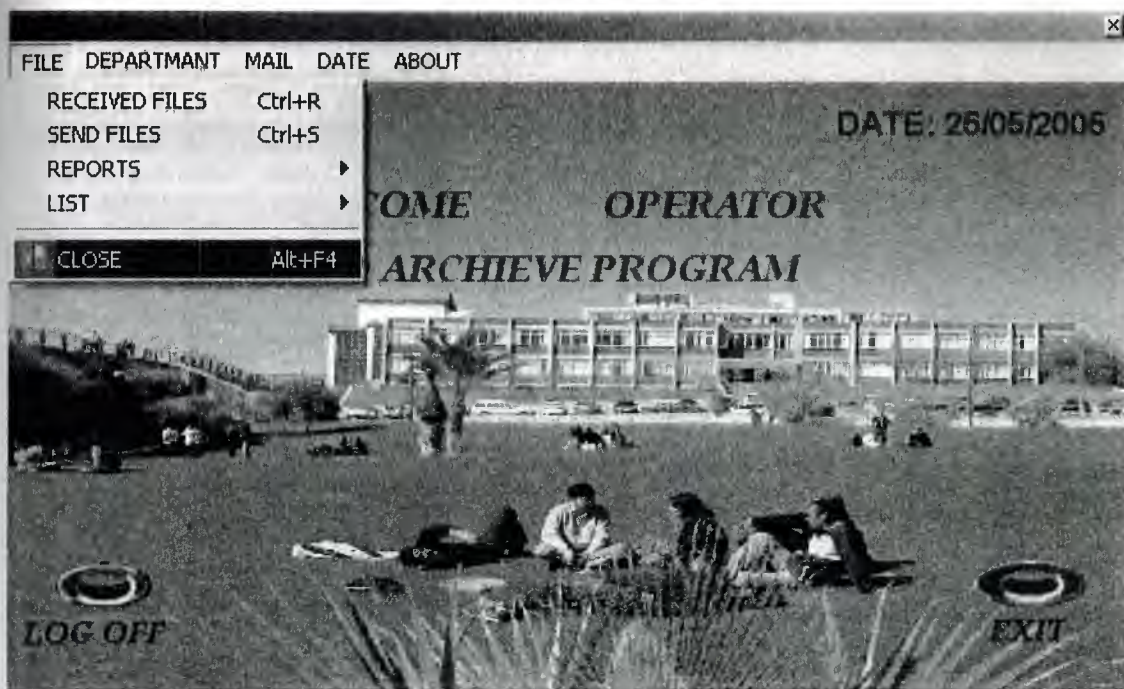 FILE DEPARTMANT MAIL DATE ABOUT
RECEIVED FILES Ctrl+R
SEND FILES Ctrl+S
REPORTS
LIST
CLOSE Alt+F4
DATE: 26/05/2005
COME OPERATOR
ARCHIEVE PROGRAM
LOG OFF
EXIT